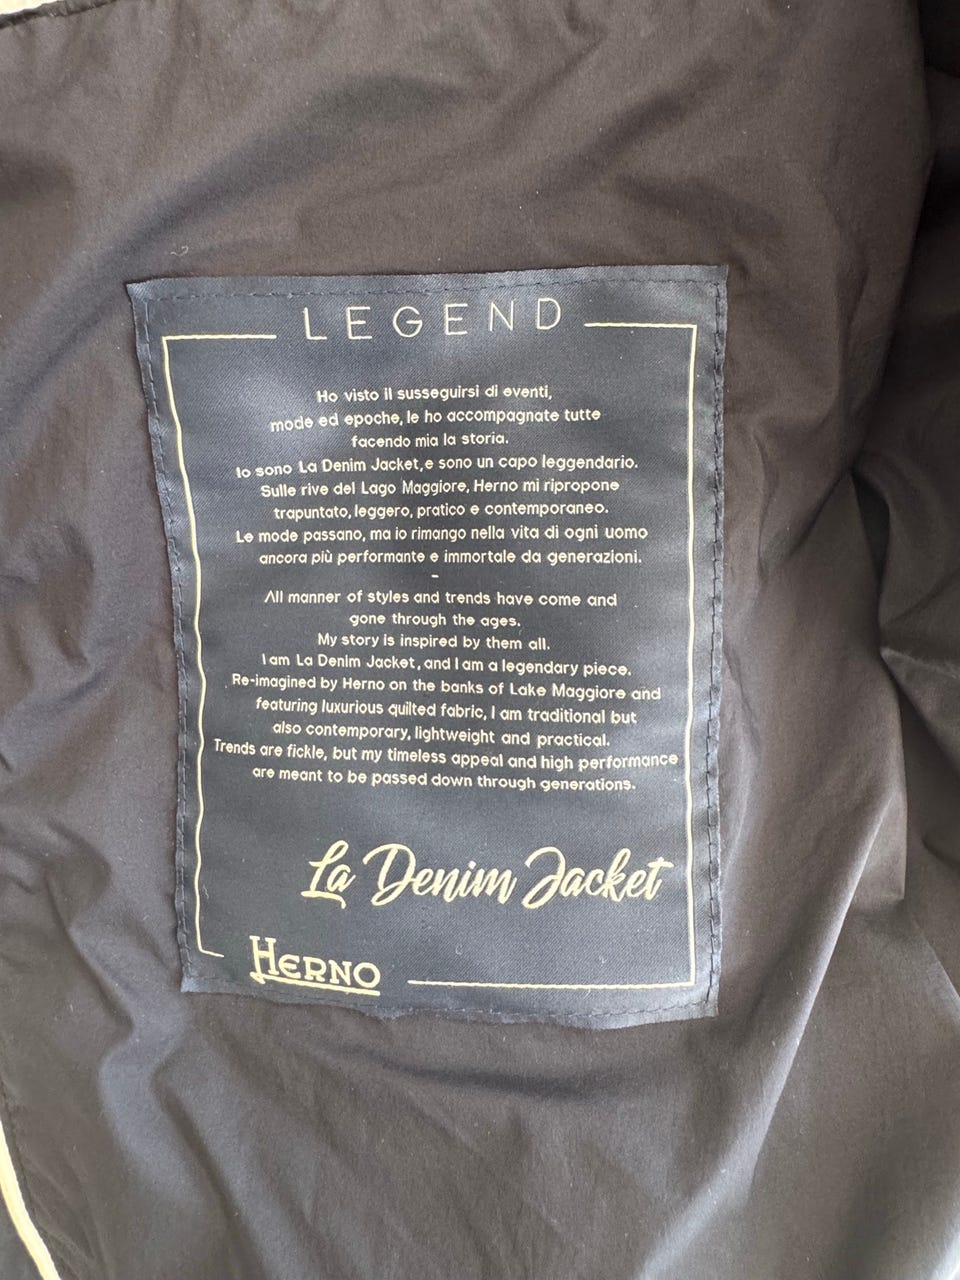 LEGEND
Ho visto il susseguirsi di eventi,
mode ed epoche, le ho accompagnate tutte
facendo mia la storia.
Io sono La Denim Jacket, e sono un capo leggendario.
Sulle rive del Lago Maggiore, Herno mi ripropone
trapuntato, leggero, pratico e contemporaneo.
Le mode passano, ma io rimango nella vita di ogni uomo
ancora più performante e immortale da generazioni.
-
All manner of styles and trends have come and
gone through the ages.
My story is inspired by them all.
I am La Denim Jacket, and I am a legendary piece.
Re-imagined by Herno on the banks of Lake Maggiore and
featuring luxurious quilted fabric, I am traditional but
also contemporary, lightweight and practical.
Trends are fickle, but my timeless appeal and high performance
are meant to be passed down through generations.
La Denim Jacket
HERNO